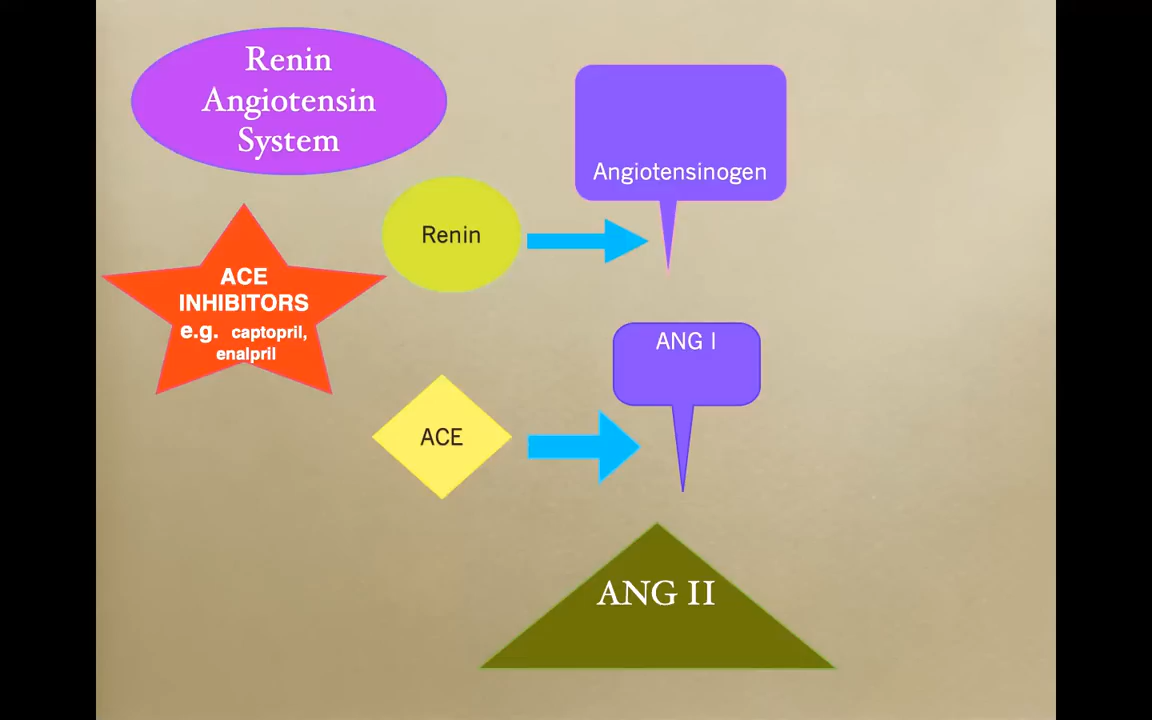 Renin
Angiotensin
System
Angiotensinogen
Renin
ACE
INHIBITORS
e.g. captopril,
enalpril
ANG I
ACE
ANG II